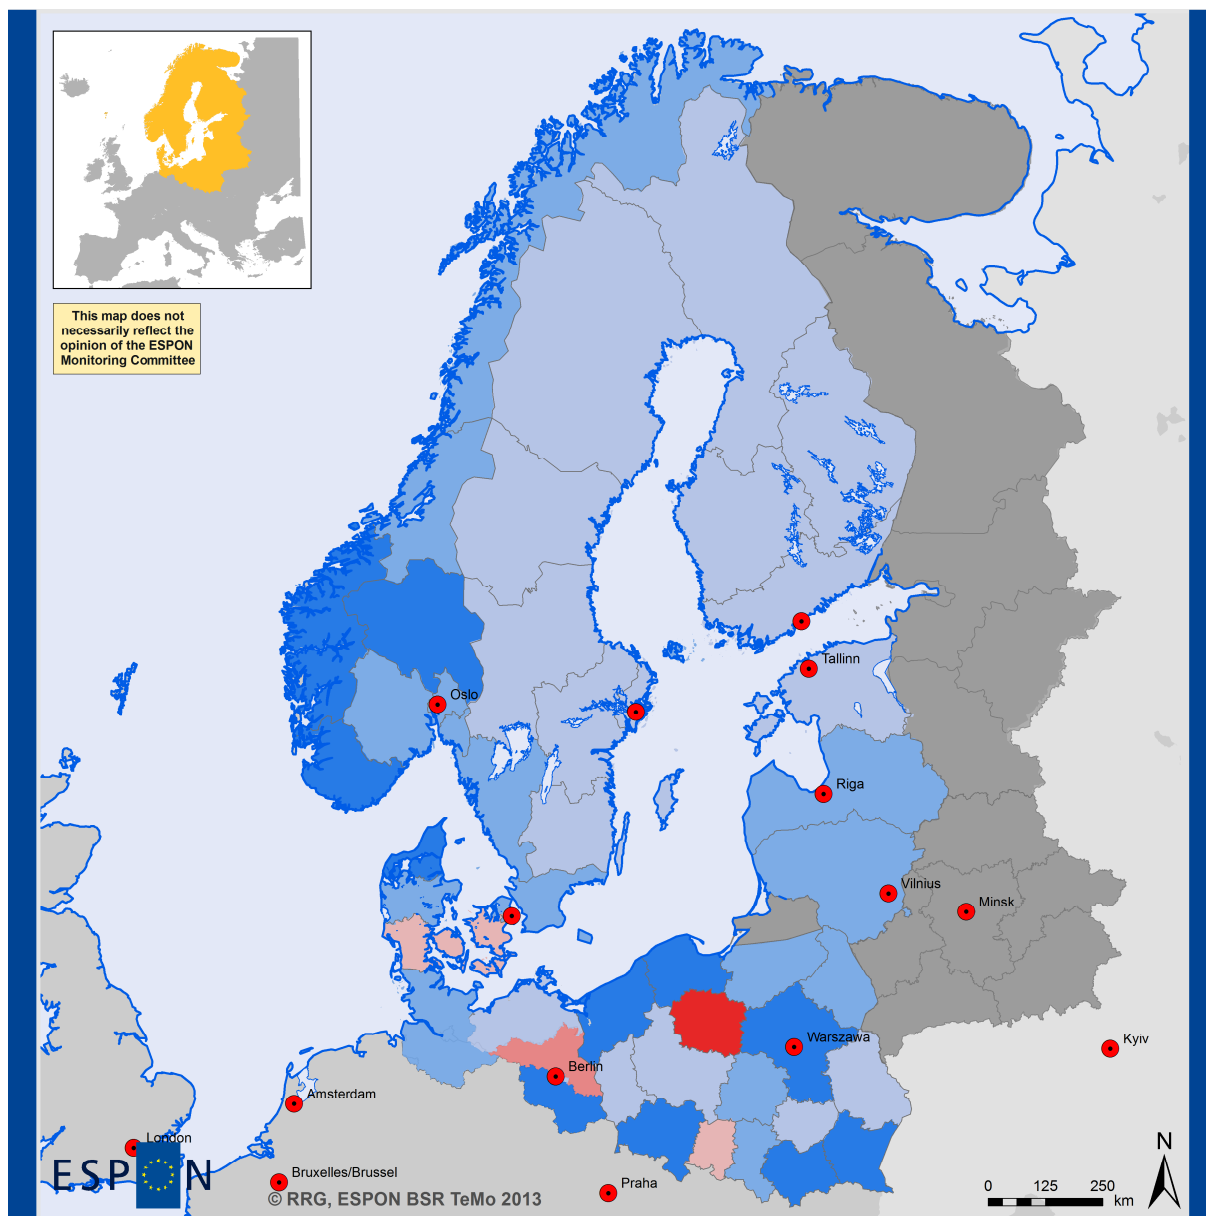 This map does not
necessarily reflect the
opinion of the ESPON
Monitoring Committee
Oslo
Tallinn
Riga
Vilnius
Minsk
Warszawa
Kyiv
Berlin
Amsterdam
London
Bruxelles/Brussel
Praha
ESPON
© RRG, ESPON BSR TeMo 2013
N
0 125 250
km